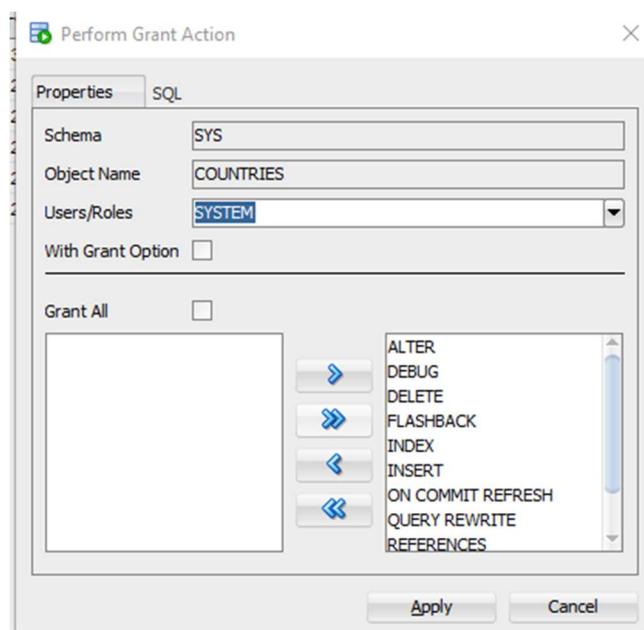 Perform Grant Action
Properties SQL
Schema SYS
Object Name COUNTRIES
Users/Roles SYSTEM
With Grant Option
Grant All
ALTER
DEBUG
DELETE
FLASHBACK
INDEX
INSERT
ON COMMIT REFRESH
QUERY REWRITE
REFERENCES
Apply Cancel